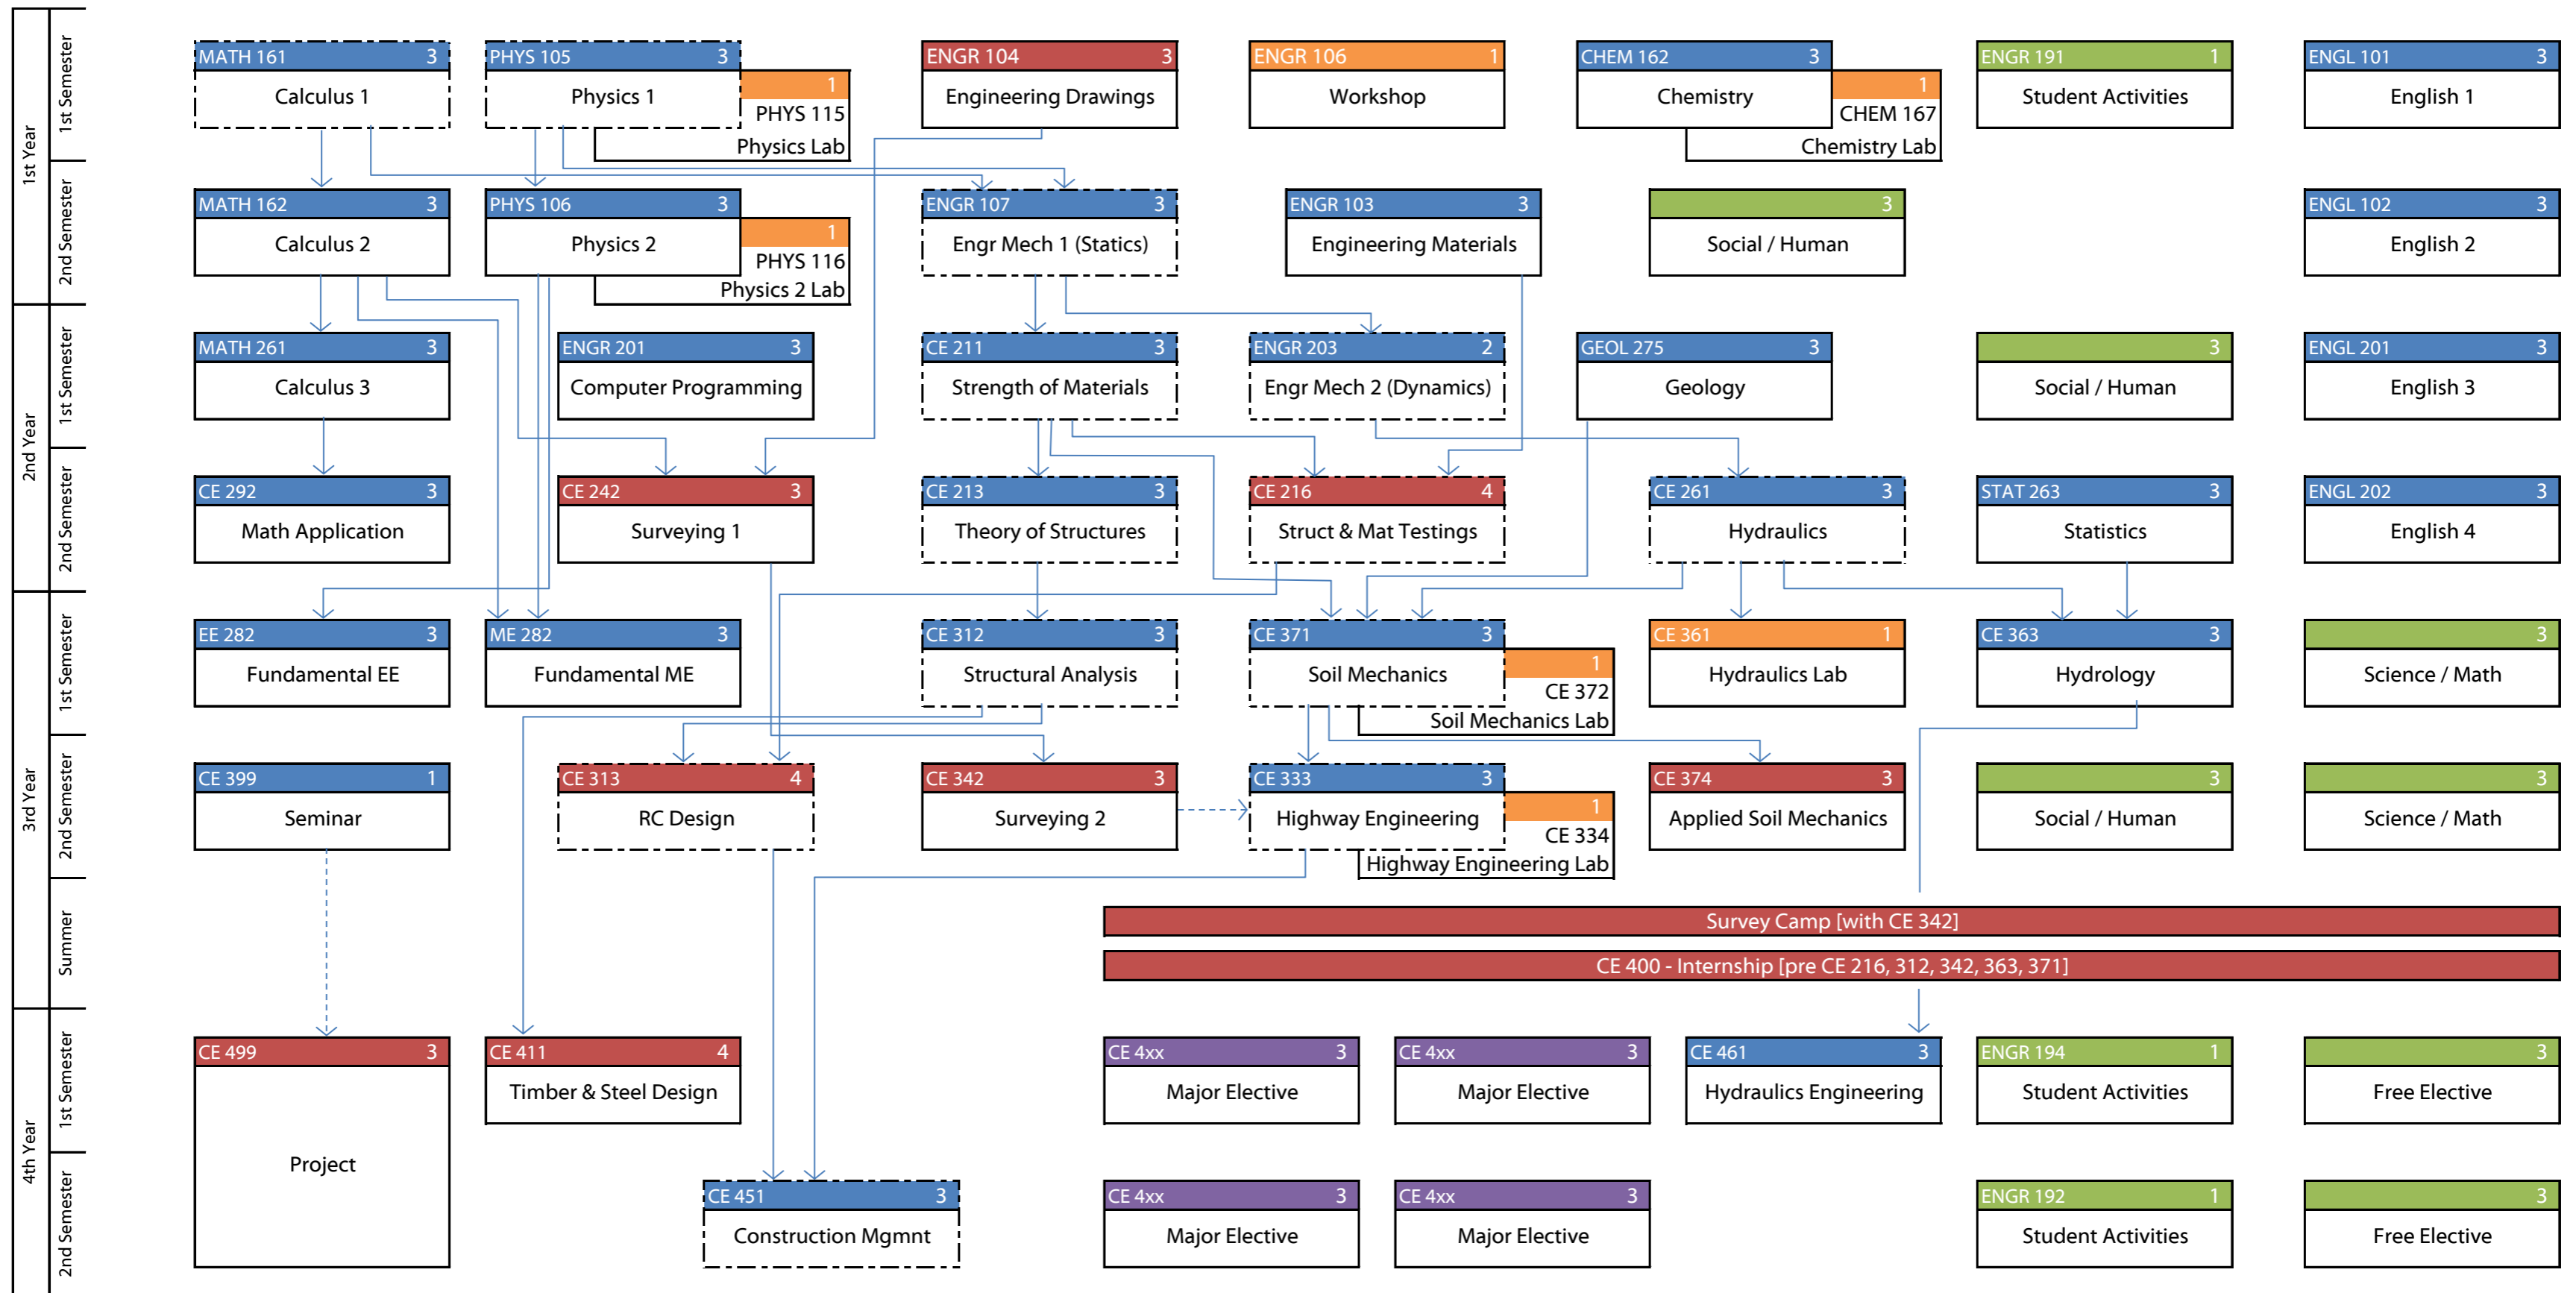 1st Year
1st Semester
MATH 161 3
Calculus 1
PHYS 105 3
Physics 1
1
PHYS 115
Physics Lab
ENGR 104 3
Engineering Drawings
ENGR 106 1
Workshop
CHEM 162 3
Chemistry
1
CHEM 167
Chemistry Lab
ENGR 191 1
Student Activities
ENGL 101 3
English 1
2nd Semester
MATH 162 3
Calculus 2
PHYS 106 3
Physics 2
1
PHYS 116
Physics 2 Lab
ENGR 107 3
Engr Mech 1 (Statics)
ENGR 103 3
Engineering Materials
3
Social / Human
ENGL 102 3
English 2
2nd Year
1st Semester
MATH 261 3
Calculus 3
ENGR 201 3
Computer Programming
CE 211 3
Strength of Materials
ENGR 203 2
Engr Mech 2 (Dynamics)
GEOL 275 3
Geology
3
Social / Human
ENGL 201 3
English 3
2nd Semester
CE 292 3
Math Application
CE 242 3
Surveying 1
CE 213 3
Theory of Structures
CE 216 4
Struct & Mat Testings
CE 261 3
Hydraulics
STAT 263 3
Statistics
ENGL 202 3
English 4
3rd Year
1st Semester
EE 282 3
Fundamental EE
ME 282 3
Fundamental ME
CE 312 3
Structural Analysis
CE 371 3
Soil Mechanics
1
CE 372
Soil Mechanics Lab
CE 361 1
Hydraulics Lab
CE 363 3
Hydrology
3
Science / Math
2nd Semester
CE 399 1
Seminar
CE 313 4
RC Design
CE 342 3
Surveying 2
CE 333 3
Highway Engineering
1
CE 334
Highway Engineering Lab
CE 374 3
Applied Soil Mechanics
3
Social / Human
3
Science / Math
Summer
Survey Camp [with CE 342]
CE 400 - Internship [pre CE 216, 312, 342, 363, 371]
4th Year
1st Semester
CE 499 3
Project
CE 411 4
Timber & Steel Design
CE 4xx 3
Major Elective
CE 4xx 3
Major Elective
CE 461 3
Hydraulics Engineering
ENGR 194 1
Student Activities
3
Free Elective
2nd Semester
CE 451 3
Construction Mgmnt
CE 4xx 3
Major Elective
CE 4xx 3
Major Elective
ENGR 192 1
Student Activities
3
Free Elective